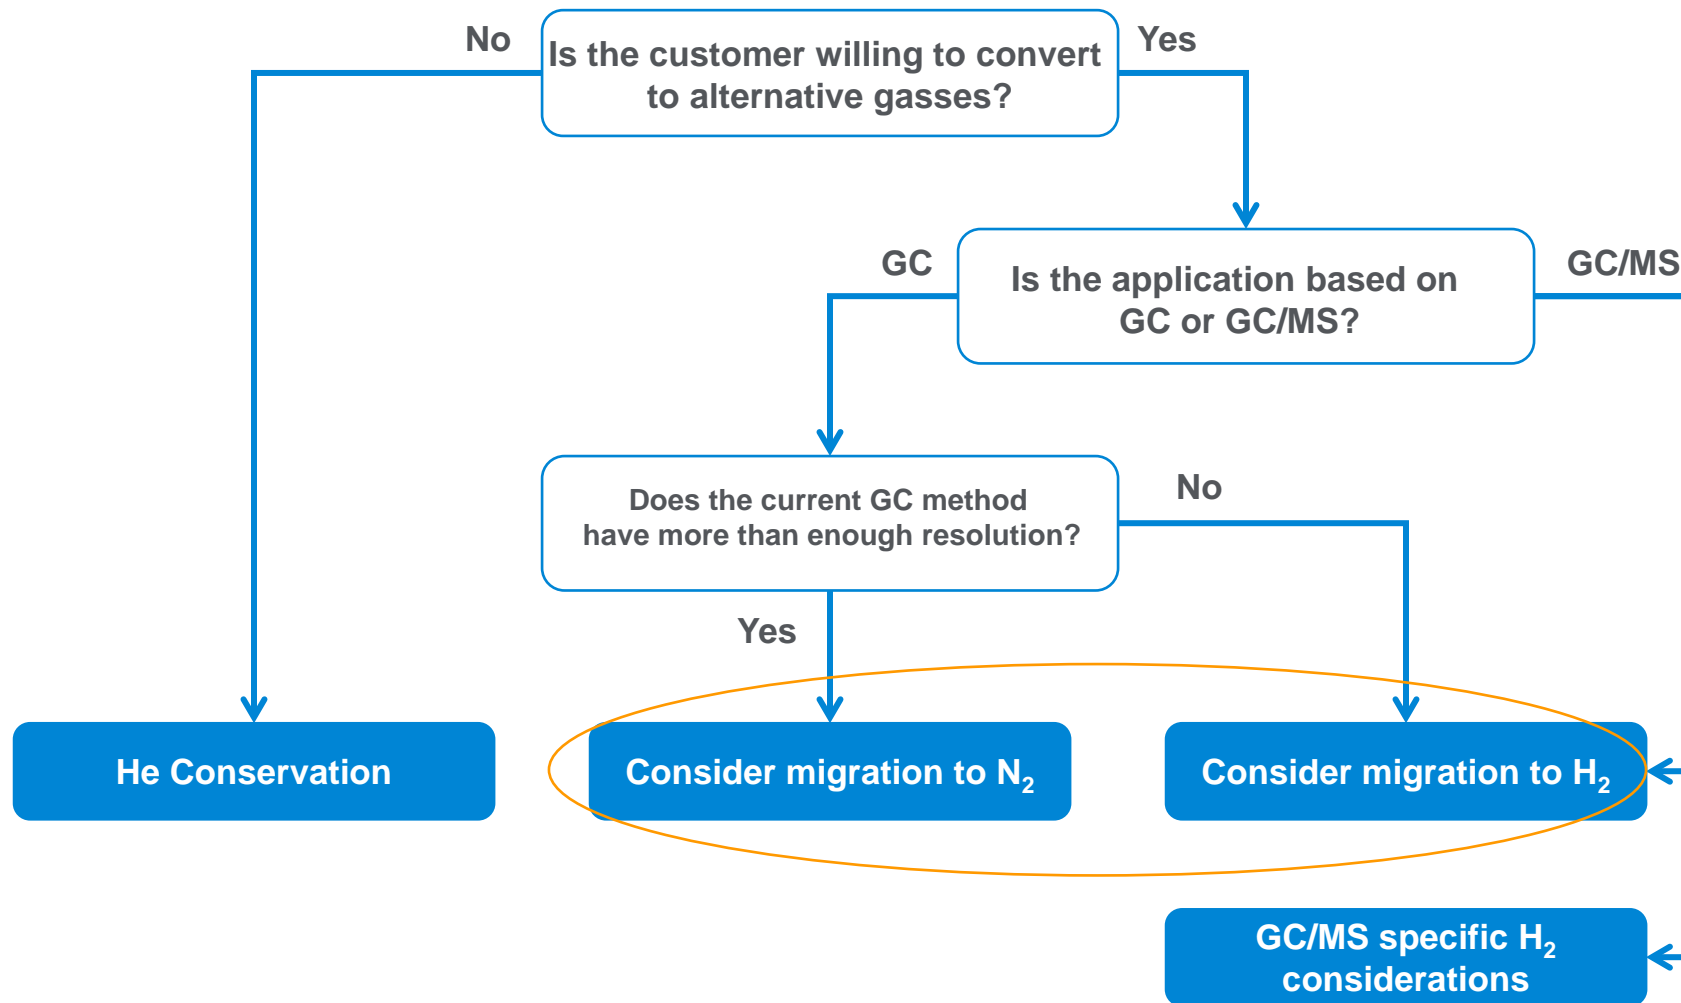 No
Is the customer willing to convert
to alternative gasses?
Yes
GC
Is the application based on
GC or GC/MS?
GC/MS
Does the current GC method
have more than enough resolution?
No
Yes
He Conservation
Consider migration to N₂
Consider migration to H₂
GC/MS specific H₂
considerations